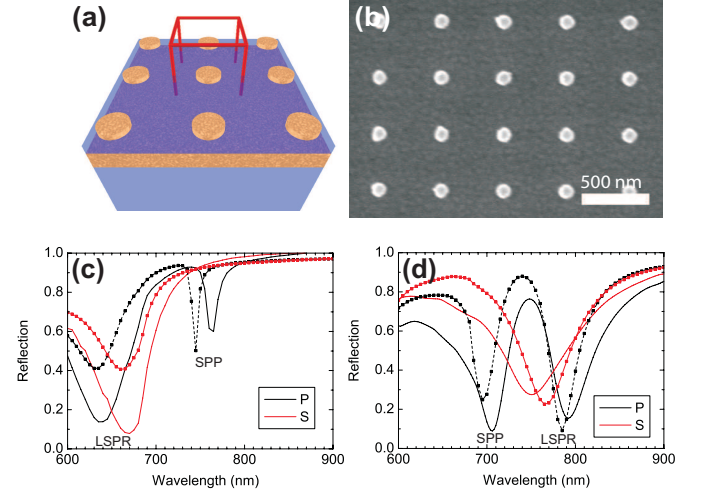 (a)
(b)
500 nm
(c)
1.0
0.8
0.6
0.4
0.2
0.0
600
700
800
900
Reflection
Wavelength (nm)
SPP
LSPR
P
S
(d)
1.0
0.8
0.6
0.4
0.2
0.0
600
700
800
900
Reflection
Wavelength (nm)
SPP
LSPR
P
S